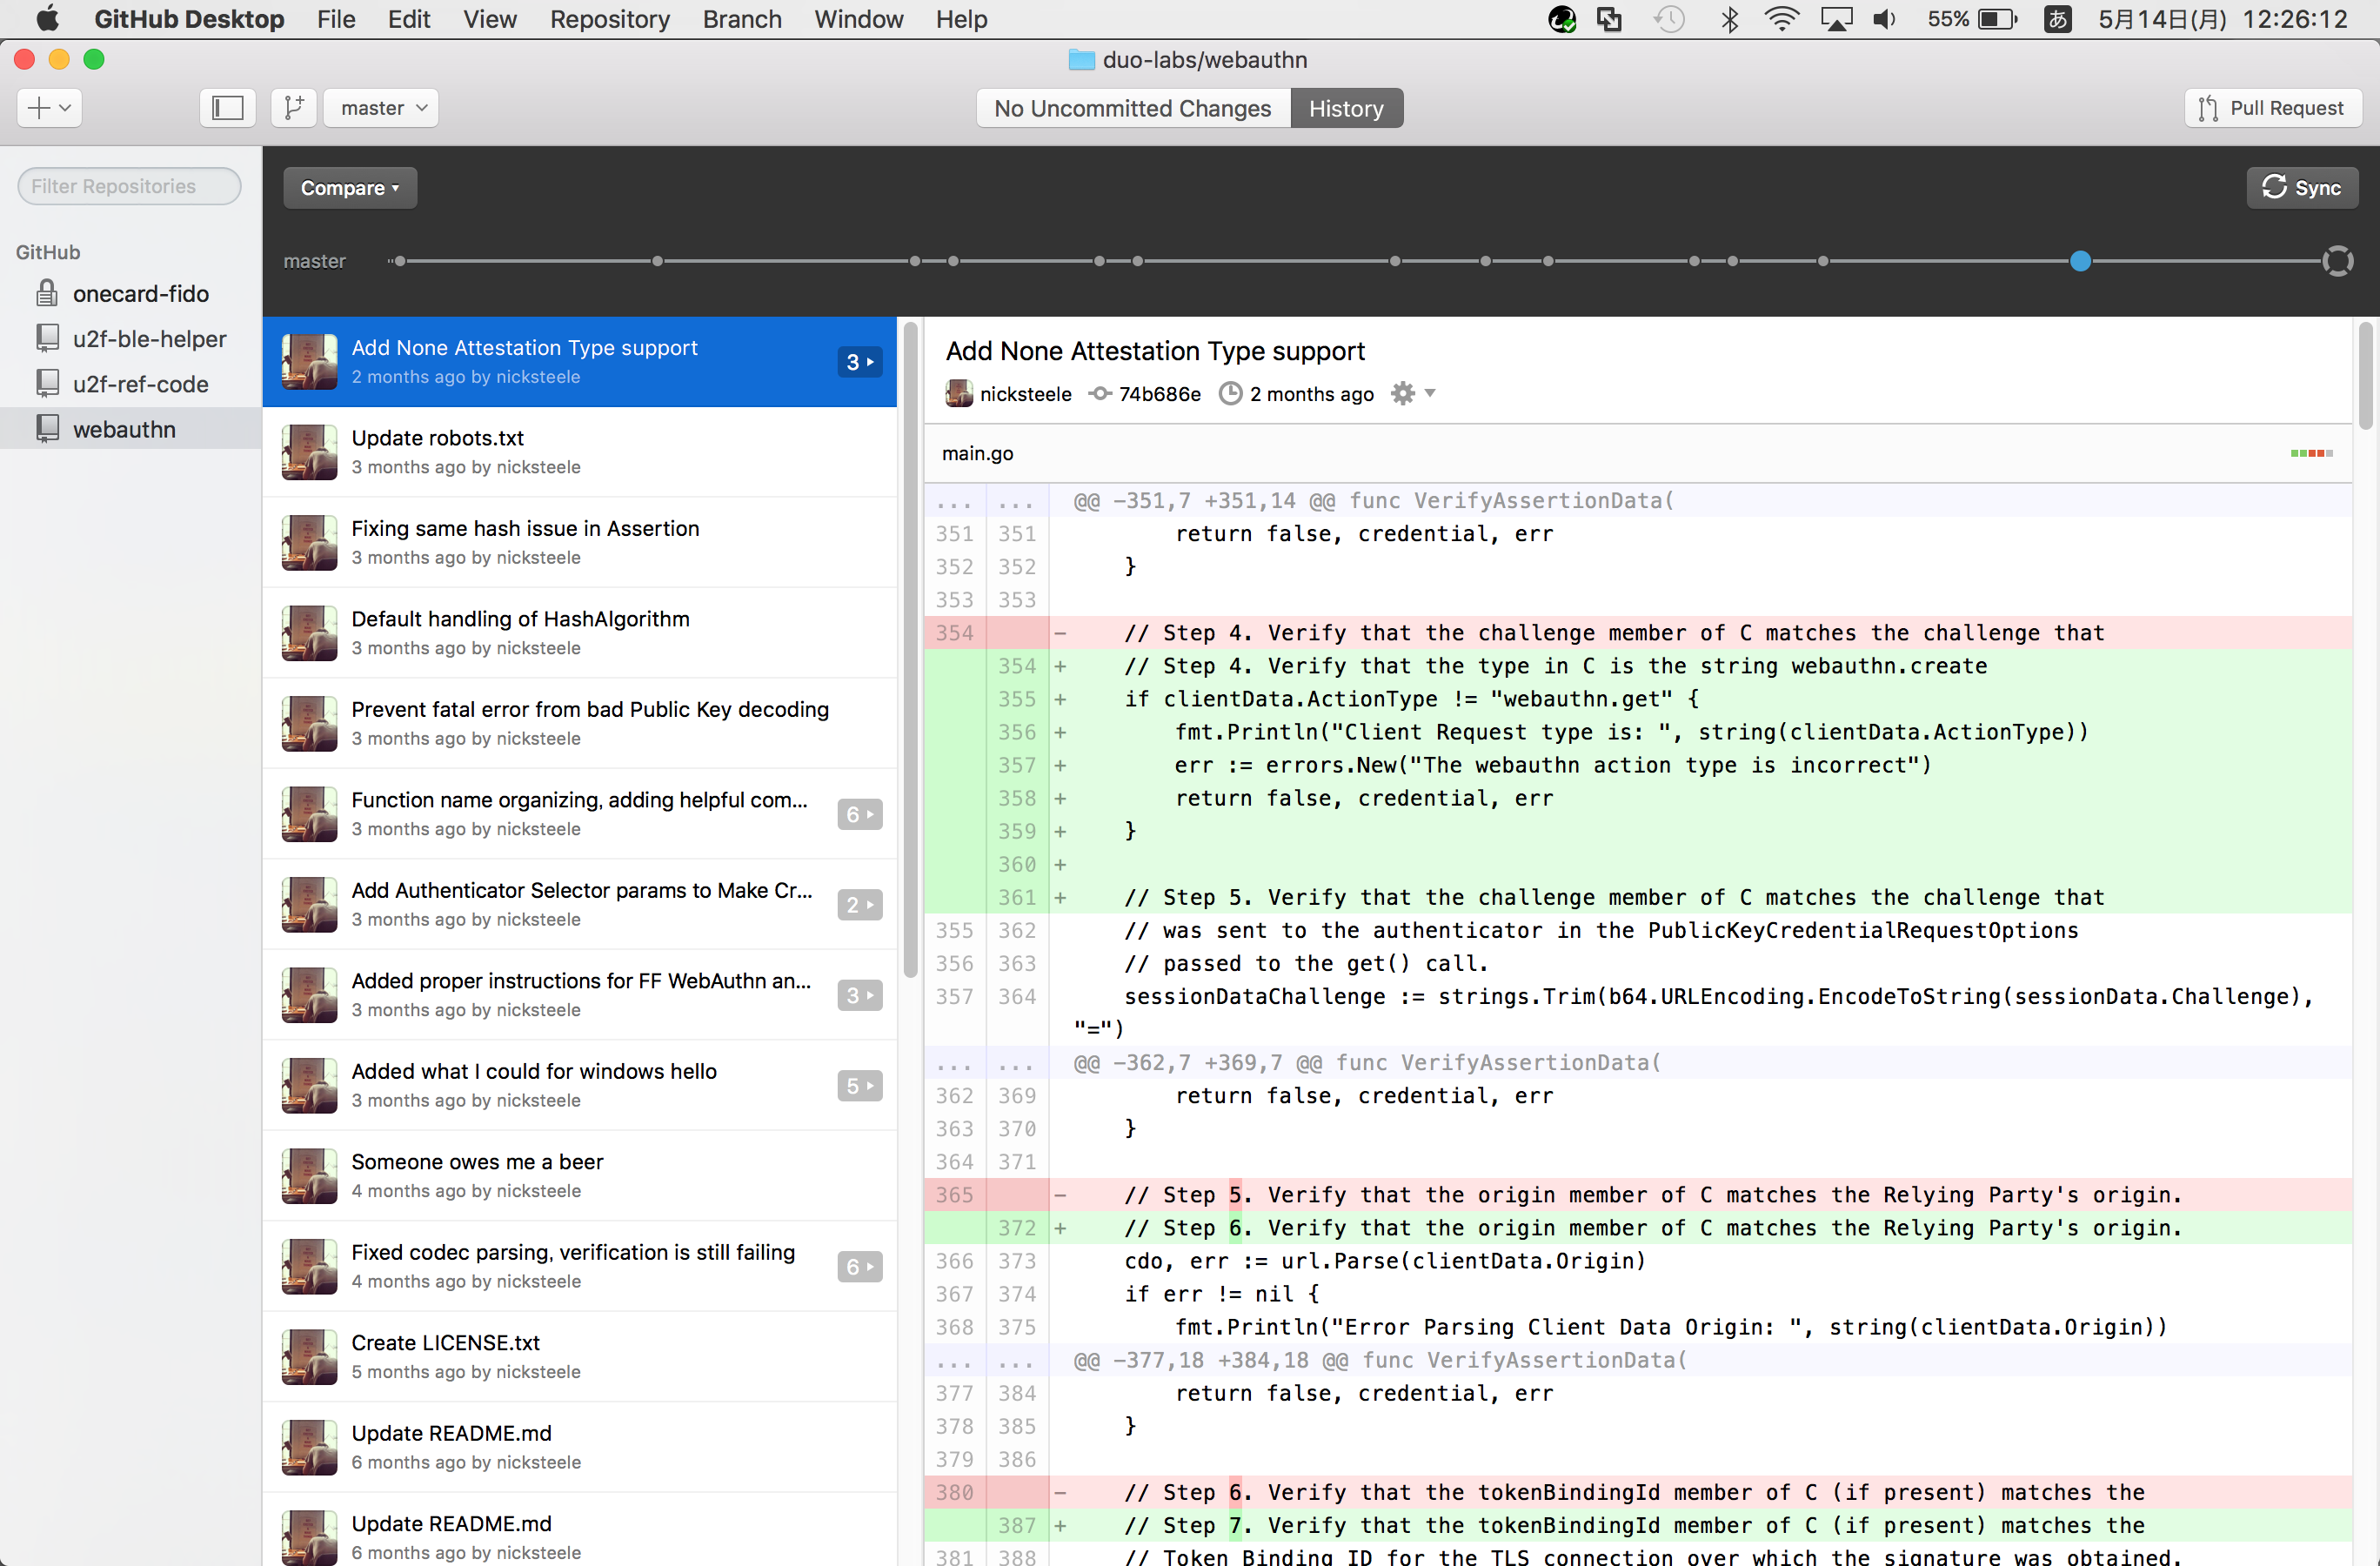 GitHub Desktop File Edit View Repository Branch Window Help 55% あ 5月14日(月) 12:26:12
duo-labs/webauthn
master No Uncommitted Changes History Pull Request
Filter Repositories
GitHub
onecard-fido
u2f-ble-helper
u2f-ref-code
webauthn
Compare Sync
master
Add None Attestation Type support
2 months ago by nicksteele
3
Update robots.txt
3 months ago by nicksteele
Fixing same hash issue in Assertion
3 months ago by nicksteele
Default handling of HashAlgorithm
3 months ago by nicksteele
Prevent fatal error from bad Public Key decoding
3 months ago by nicksteele
Function name organizing, adding helpful com...
3 months ago by nicksteele
6
Add Authenticator Selector params to Make Cr...
3 months ago by nicksteele
2
Added proper instructions for FF WebAuthn an...
3 months ago by nicksteele
3
Added what I could for windows hello
3 months ago by nicksteele
5
Someone owes me a beer
4 months ago by nicksteele
Fixed codec parsing, verification is still failing
4 months ago by nicksteele
6
Create LICENSE.txt
5 months ago by nicksteele
Update README.md
6 months ago by nicksteele
Update README.md
6 months ago by nicksteele
Add None Attestation Type support
nicksteele 74b686e 2 months ago
main.go
... ... @@ -351,7 +351,14 @@ func VerifyAssertionData(
351 351 return false, credential, err
352 352 }
353 353
354 - // Step 4. Verify that the challenge member of C matches the challenge that
354 + // Step 4. Verify that the type in C is the string webauthn.create
355 + if clientData.ActionType != "webauthn.get" {
356 + fmt.Println("Client Request type is: ", string(clientData.ActionType))
357 + err := errors.New("The webauthn action type is incorrect")
358 + return false, credential, err
359 + }
360 +
361 + // Step 5. Verify that the challenge member of C matches the challenge that
355 362 // was sent to the authenticator in the PublicKeyCredentialRequestOptions
356 363 // passed to the get() call.
357 364 sessionDataChallenge := strings.Trim(b64.URLEncoding.EncodeToString(sessionData.Challenge),
"=")
... ... @@ -362,7 +369,7 @@ func VerifyAssertionData(
362 369 return false, credential, err
363 370 }
364 371
365 - // Step 5. Verify that the origin member of C matches the Relying Party's origin.
372 + // Step 6. Verify that the origin member of C matches the Relying Party's origin.
366 373 cdo, err := url.Parse(clientData.Origin)
367 374 if err != nil {
368 375 fmt.Println("Error Parsing Client Data Origin: ", string(clientData.Origin))
... ... @@ -377,18 +384,18 @@ func VerifyAssertionData(
377 384 return false, credential, err
378 385 }
379 386
380 - // Step 6. Verify that the tokenBindingId member of C (if present) matches the
387 + // Step 7. Verify that the tokenBindingId member of C (if present) matches the
381 388 // Token Binding ID for the TLS connection over which the signature was obtained.